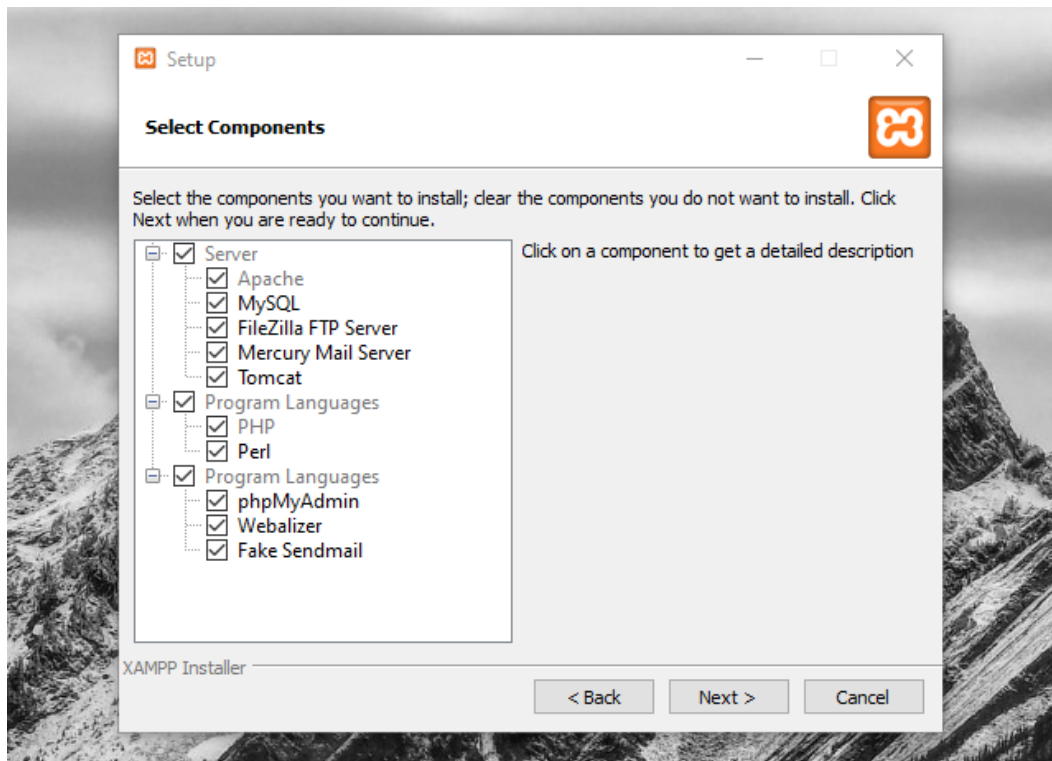 Setup
Select Components
Select the components you want to install; clear the components you do not want to install. Click
Next when you are ready to continue.
Server
Apache
MySQL
FileZilla FTP Server
Mercury Mail Server
Tomcat
Program Languages
PHP
Perl
Program Languages
phpMyAdmin
Webalizer
Fake Sendmail
Click on a component to get a detailed description
XAMPP Installer
< Back
Next >
Cancel